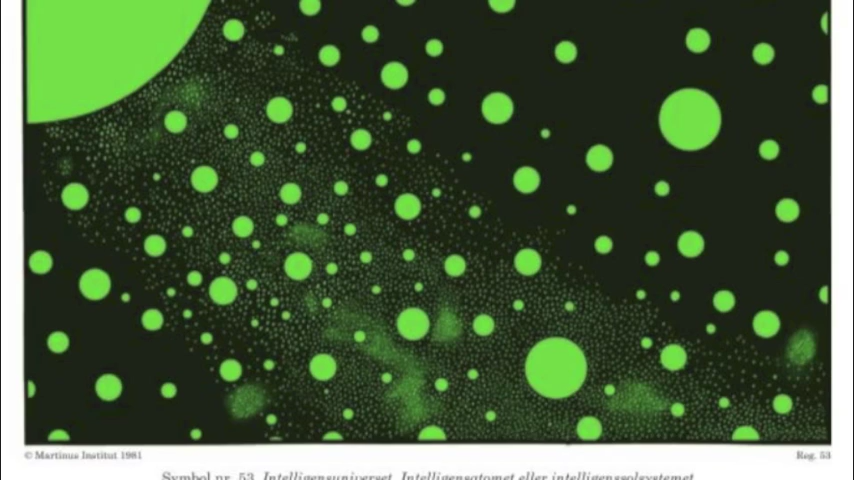 © Martinus Institut 1981
Reg. 53
Symbol nr. 53. Intelligensuniverset. Intelligensatomet eller intelligenssolsystemet